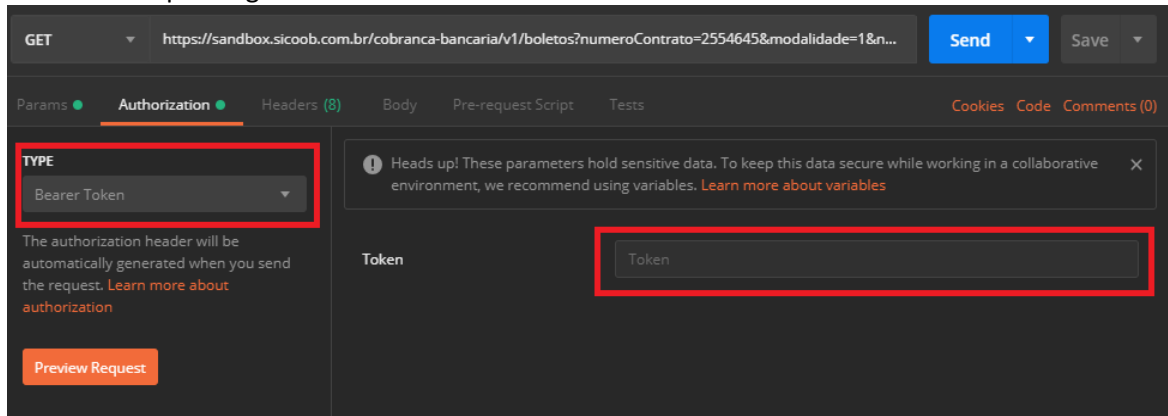 GET https://sandbox.sicoob.com.br/cobranca-bancaria/v1/boletos?numeroContrato=2554645&modalidade=1&n... Send Save
Params Authorization Headers (8) Body Pre-request Script Tests Cookies Code Comments (0)
TYPE
Bearer Token
The authorization header will be
automatically generated when you send
the request. Learn more about
authorization
Preview Request
Heads up! These parameters hold sensitive data. To keep this data secure while working in a collaborative
environment, we recommend using variables. Learn more about variables
Token Token